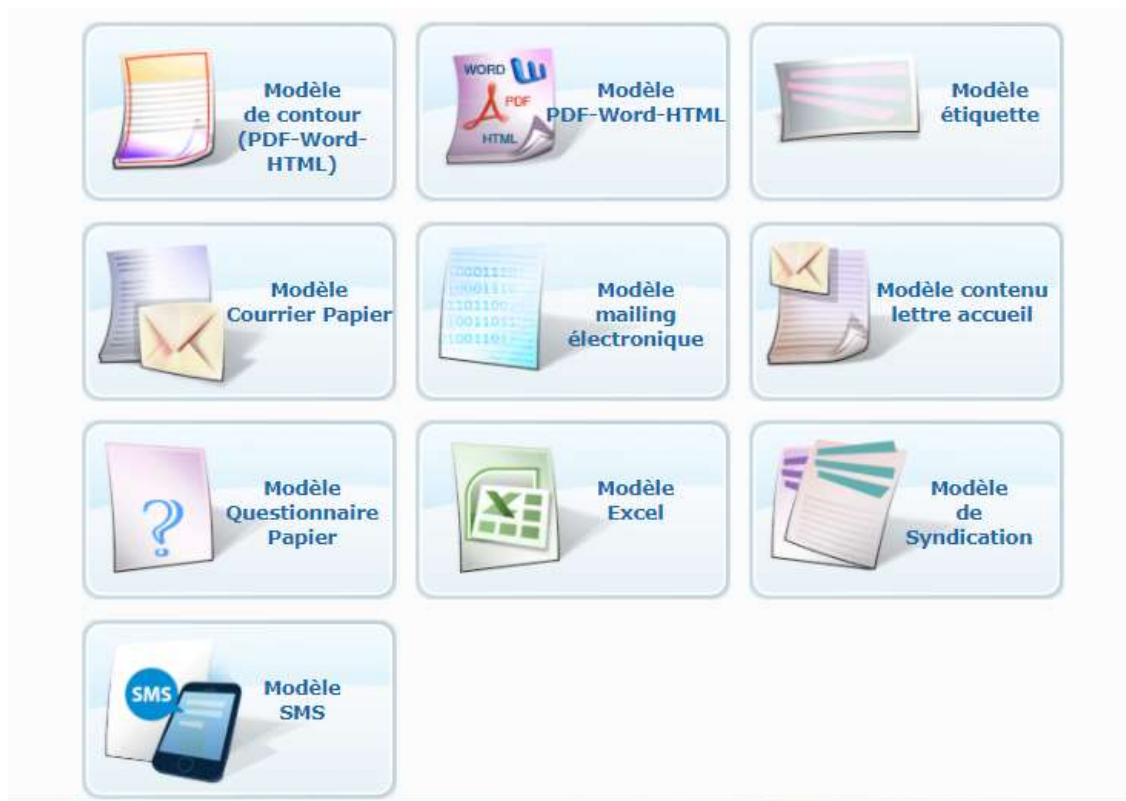 Modèle
de contour
(PDF-Word-
HTML)
WORD
PDF
HTML
Modèle
PDF-Word-HTML
Modèle
étiquette
Modèle
Courrier Papier
Modèle
mailing
électronique
Modèle contenu
lettre accueil
Modèle
Questionnaire
Papier
?
Modèle
Excel
Modèle
de
Syndication
SMS
Modèle
SMS